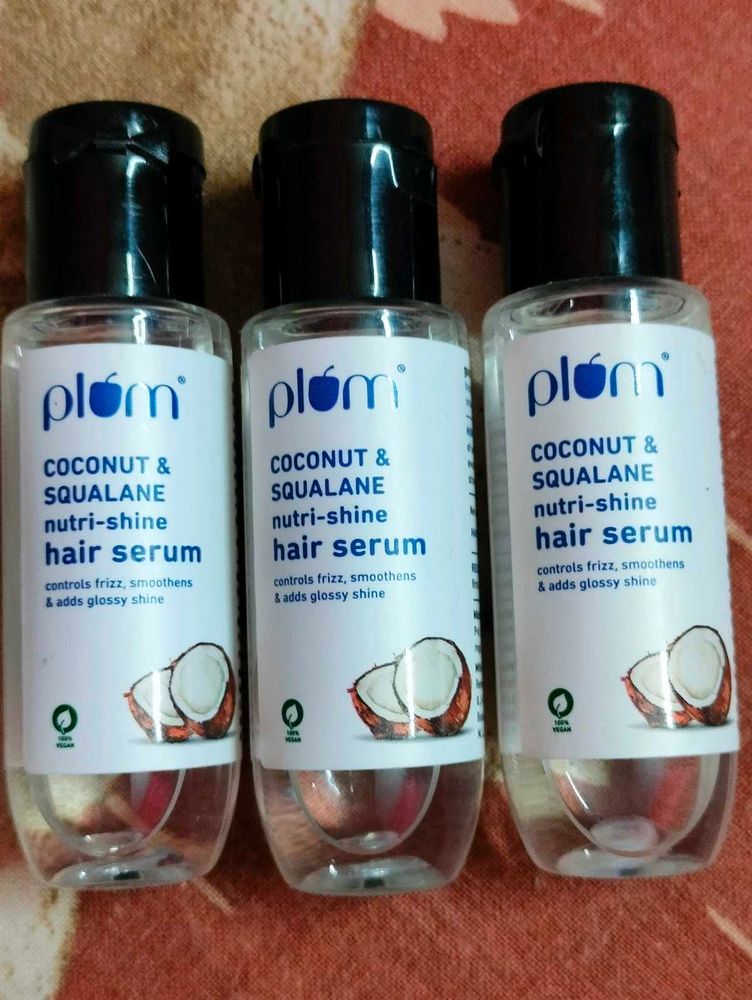 plum®
COCONUT &
SQUALANE
nutri-shine
hair serum
controls frizz, smoothens
& adds glossy shine
100%
VEGAN
plum®
COCONUT &
SQUALANE
nutri-shine
hair serum
controls frizz, smoothens
& adds glossy shine
100%
VEGAN
plum®
COCONUT &
SQUALANE
nutri-shine
hair serum
controls frizz, smoothens
& adds glossy shine
100%
VEGAN